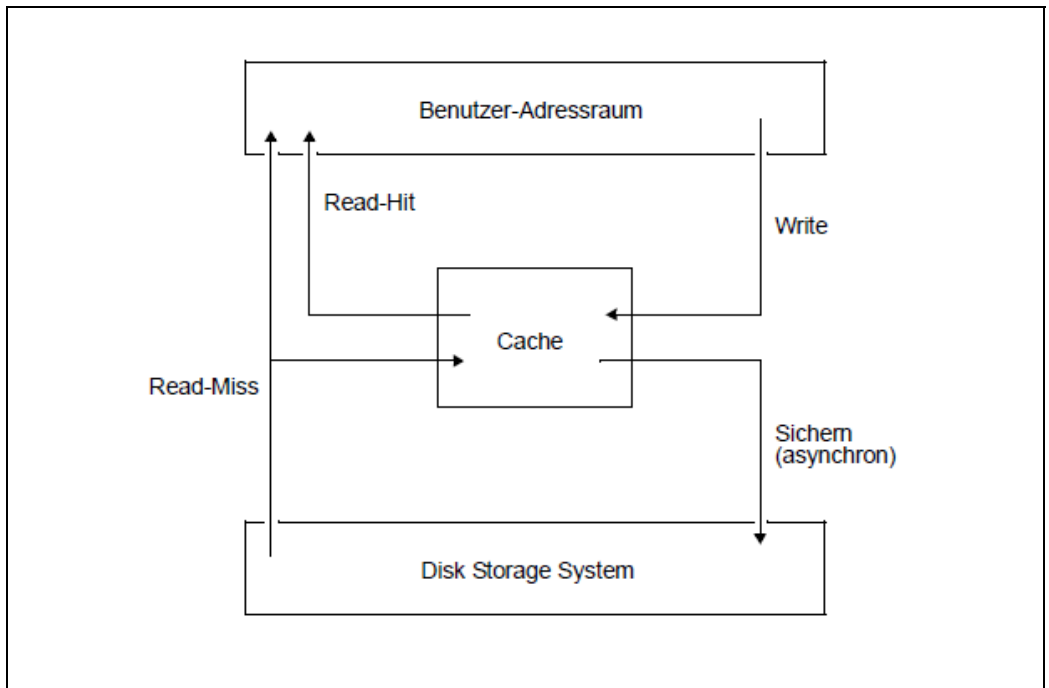 Benutzer-Adressraum
Read-Hit
Write
Cache
Read-Miss
Sichern
(asynchron)
Disk Storage System